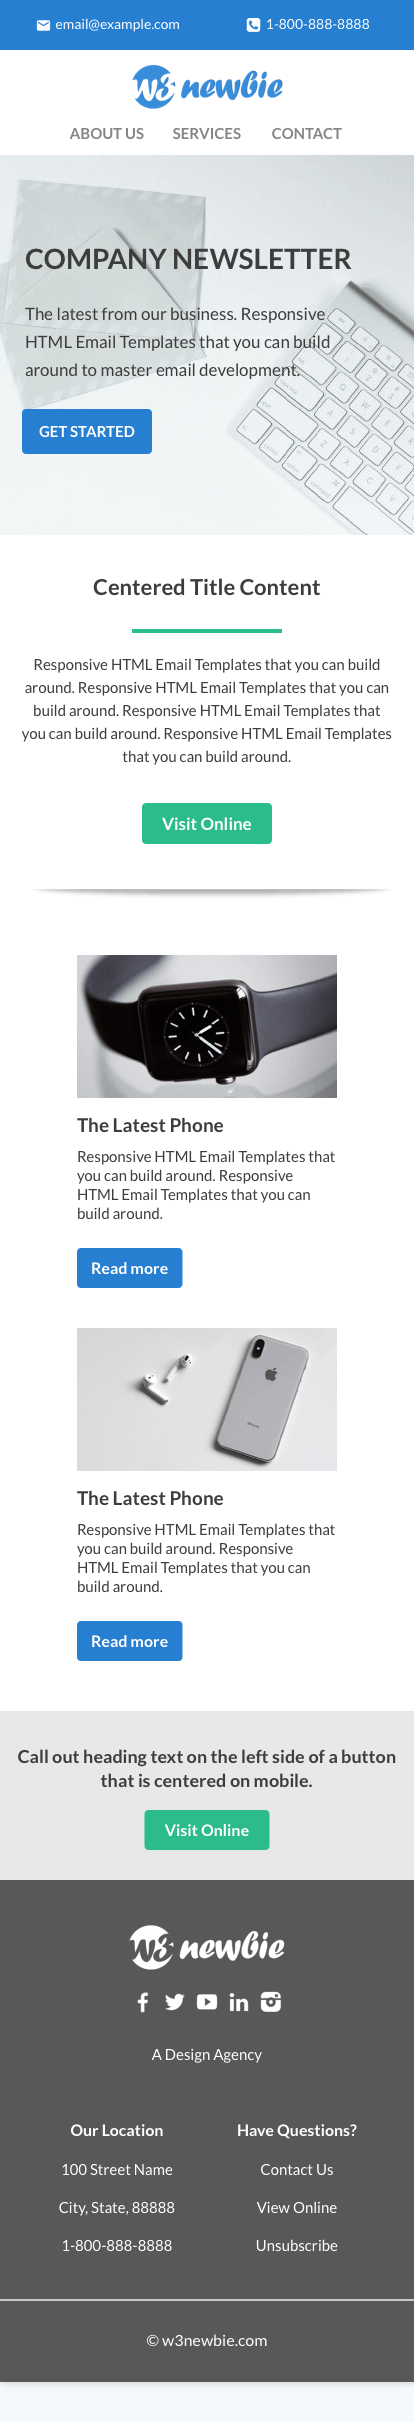 email@example.com 1-800-888-8888
w3 newbie
ABOUT US SERVICES CONTACT
COMPANY NEWSLETTER
The latest from our business. Responsive
HTML Email Templates that you can build
around to master email development.
GET STARTED
Centered Title Content
Responsive HTML Email Templates that you can build
around. Responsive HTML Email Templates that you can
build around. Responsive HTML Email Templates that
you can build around. Responsive HTML Email Templates
that you can build around.
Visit Online
The Latest Phone
Responsive HTML Email Templates that
you can build around. Responsive
HTML Email Templates that you can
build around.
Read more
iPhone
The Latest Phone
Responsive HTML Email Templates that
you can build around. Responsive
HTML Email Templates that you can
build around.
Read more
Call out heading text on the left side of a button
that is centered on mobile.
Visit Online
w3 newbie
A Design Agency
Our Location
100 Street Name
City, State, 88888
1-800-888-8888
Have Questions?
Contact Us
View Online
Unsubscribe
© w3newbie.com